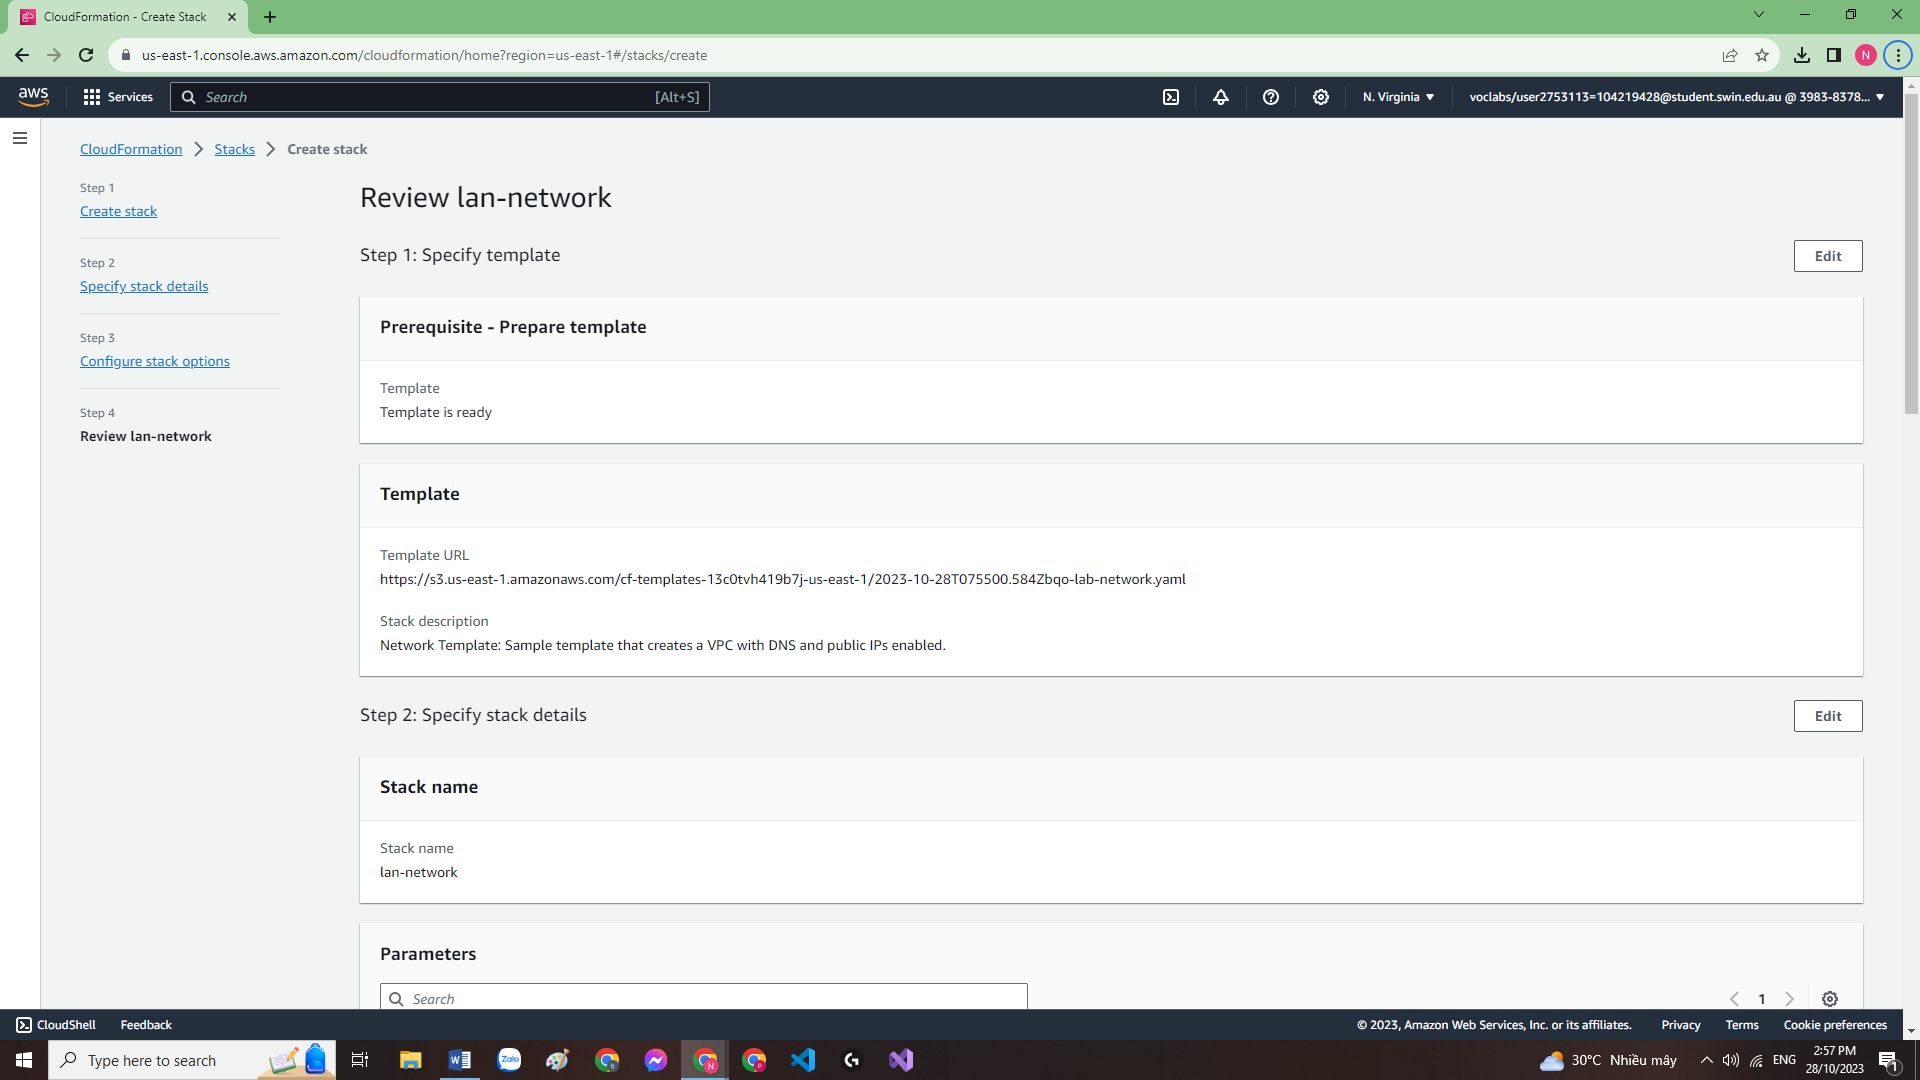 CloudFormation - Create Stack
us-east-1.console.aws.amazon.com/cloudformation/home?region=us-east-1#/stacks/create
N
aws
Services
Search
[Alt+S]
N. Virginia
voclabs/user2753113=104219428@student.swin.edu.au @ 3983-8378...
CloudFormation
Stacks
Create stack
Step 1
Create stack
Step 2
Specify stack details
Step 3
Configure stack options
Step 4
Review lan-network
Review lan-network
Step 1: Specify template
Edit
Prerequisite - Prepare template
Template
Template is ready
Template
Template URL
https://s3.us-east-1.amazonaws.com/cf-templates-13c0tvh419b7j-us-east-1/2023-10-28T075500.584Zbqo-lab-network.yaml
Stack description
Network Template: Sample template that creates a VPC with DNS and public IPs enabled.
Step 2: Specify stack details
Edit
Stack name
Stack name
lan-network
Parameters
Search
1
CloudShell
Feedback
© 2023, Amazon Web Services, Inc. or its affiliates.
Privacy
Terms
Cookie preferences
Type here to search
Zalo
30°C Nhiều mây
ENG
2:57 PM
28/10/2023
1